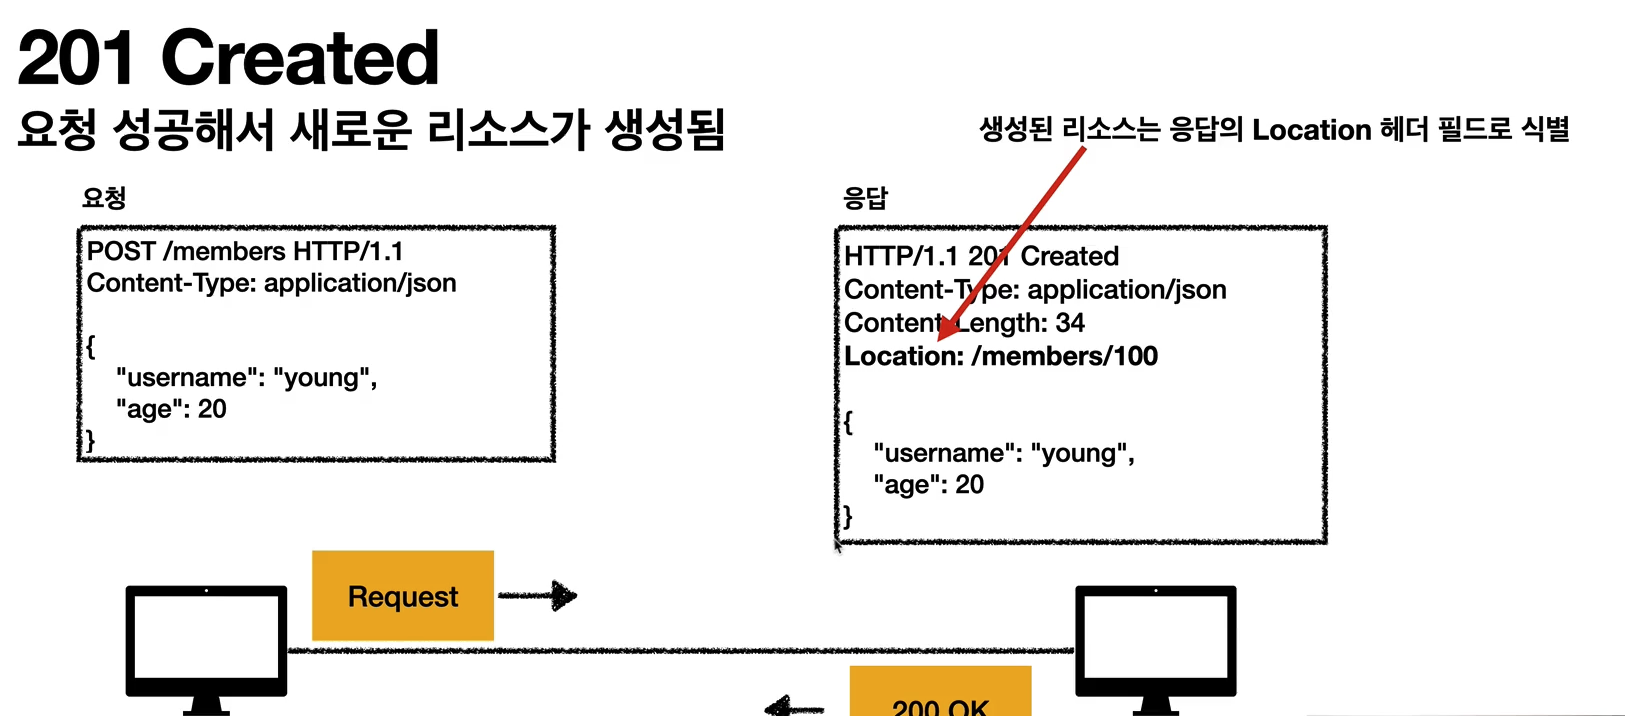 201 Created
요청 성공해서 새로운 리소스가 생성됨
생성된 리소스는 응답의 Location 헤더 필드로 식별
요청
POST /members HTTP/1.1
Content-Type: application/json
{
"username": "young",
"age": 20
}
응답
HTTP/1.1 201 Created
Content-Type: application/json
Content-Length: 34
Location: /members/100
{
"username": "young",
"age": 20
}
Request
200 OK